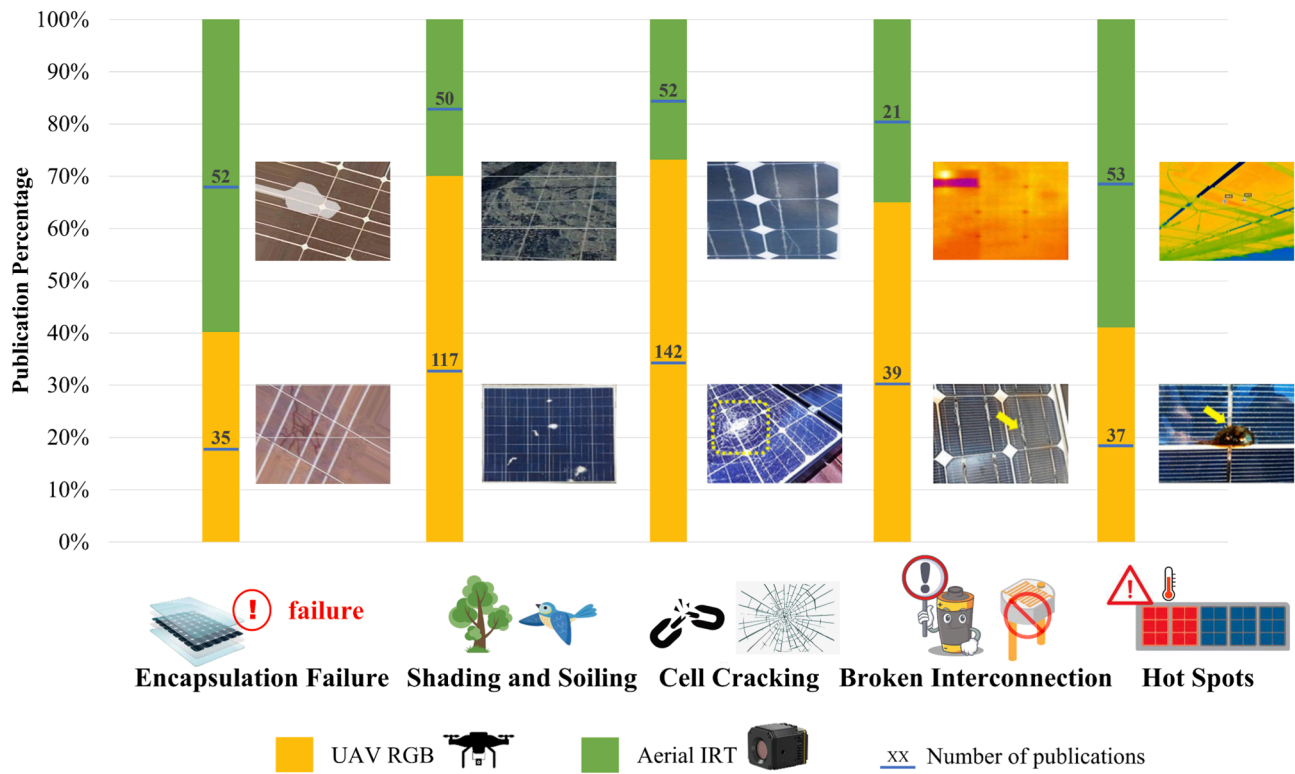 100%
90%
80%
70%
60%
50%
40%
30%
20%
10%
0%
Publication Percentage
52
50
52
21
53
35
117
142
39
37
! failure
Encapsulation Failure
Shading and Soiling
Cell Cracking
Broken Interconnection
Hot Spots
UAV RGB
Aerial IRT
xx Number of publications